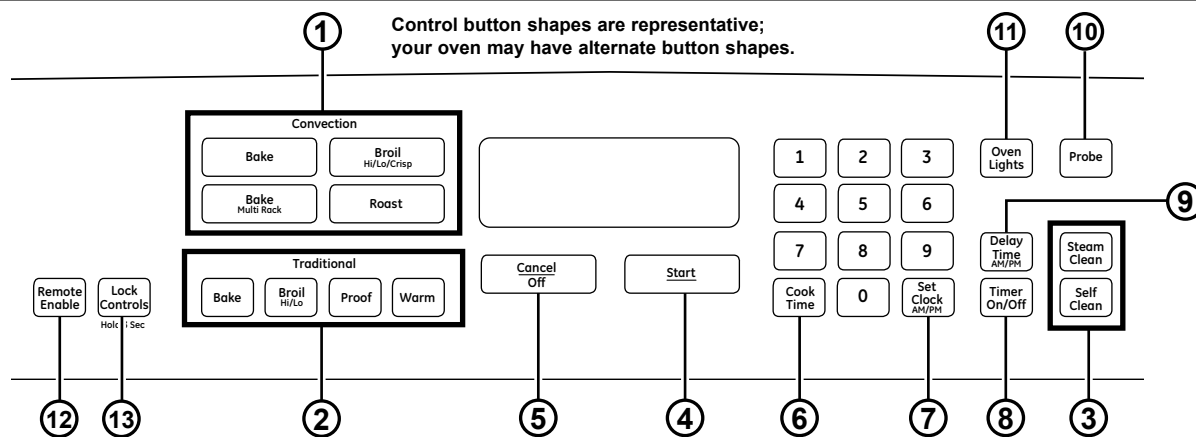 Control button shapes are representative;
your oven may have alternate button shapes.
1
11
10
Convection
Bake
Broil
Hi/Lo/Crisp
Bake
Multi Rack
Roast
1
2
3
4
5
6
7
8
9
0
Oven
Lights
Probe
9
Traditional
Bake
Broil
Hi/Lo
Proof
Warm
Cancel
Off
Start
Cook
Time
Set
Clock
AM/PM
Delay
Time
AM/PM
Timer
On/Off
Steam
Clean
Self
Clean
Remote
Enable
Lock
Controls
Sec
12
13
2
5
4
6
7
8
3